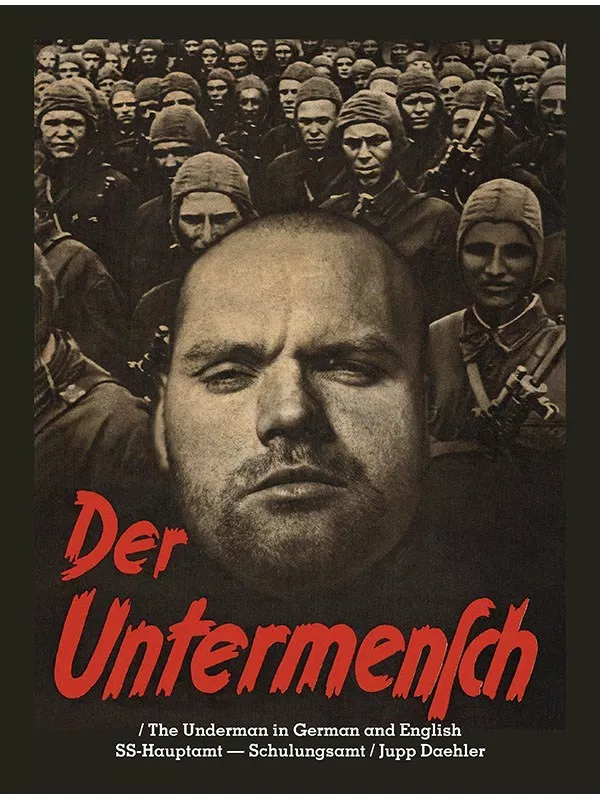 Der
Untermenſch
/ The Underman in German and English
SS-Hauptamt — Schulungsamt / Jupp Daehler